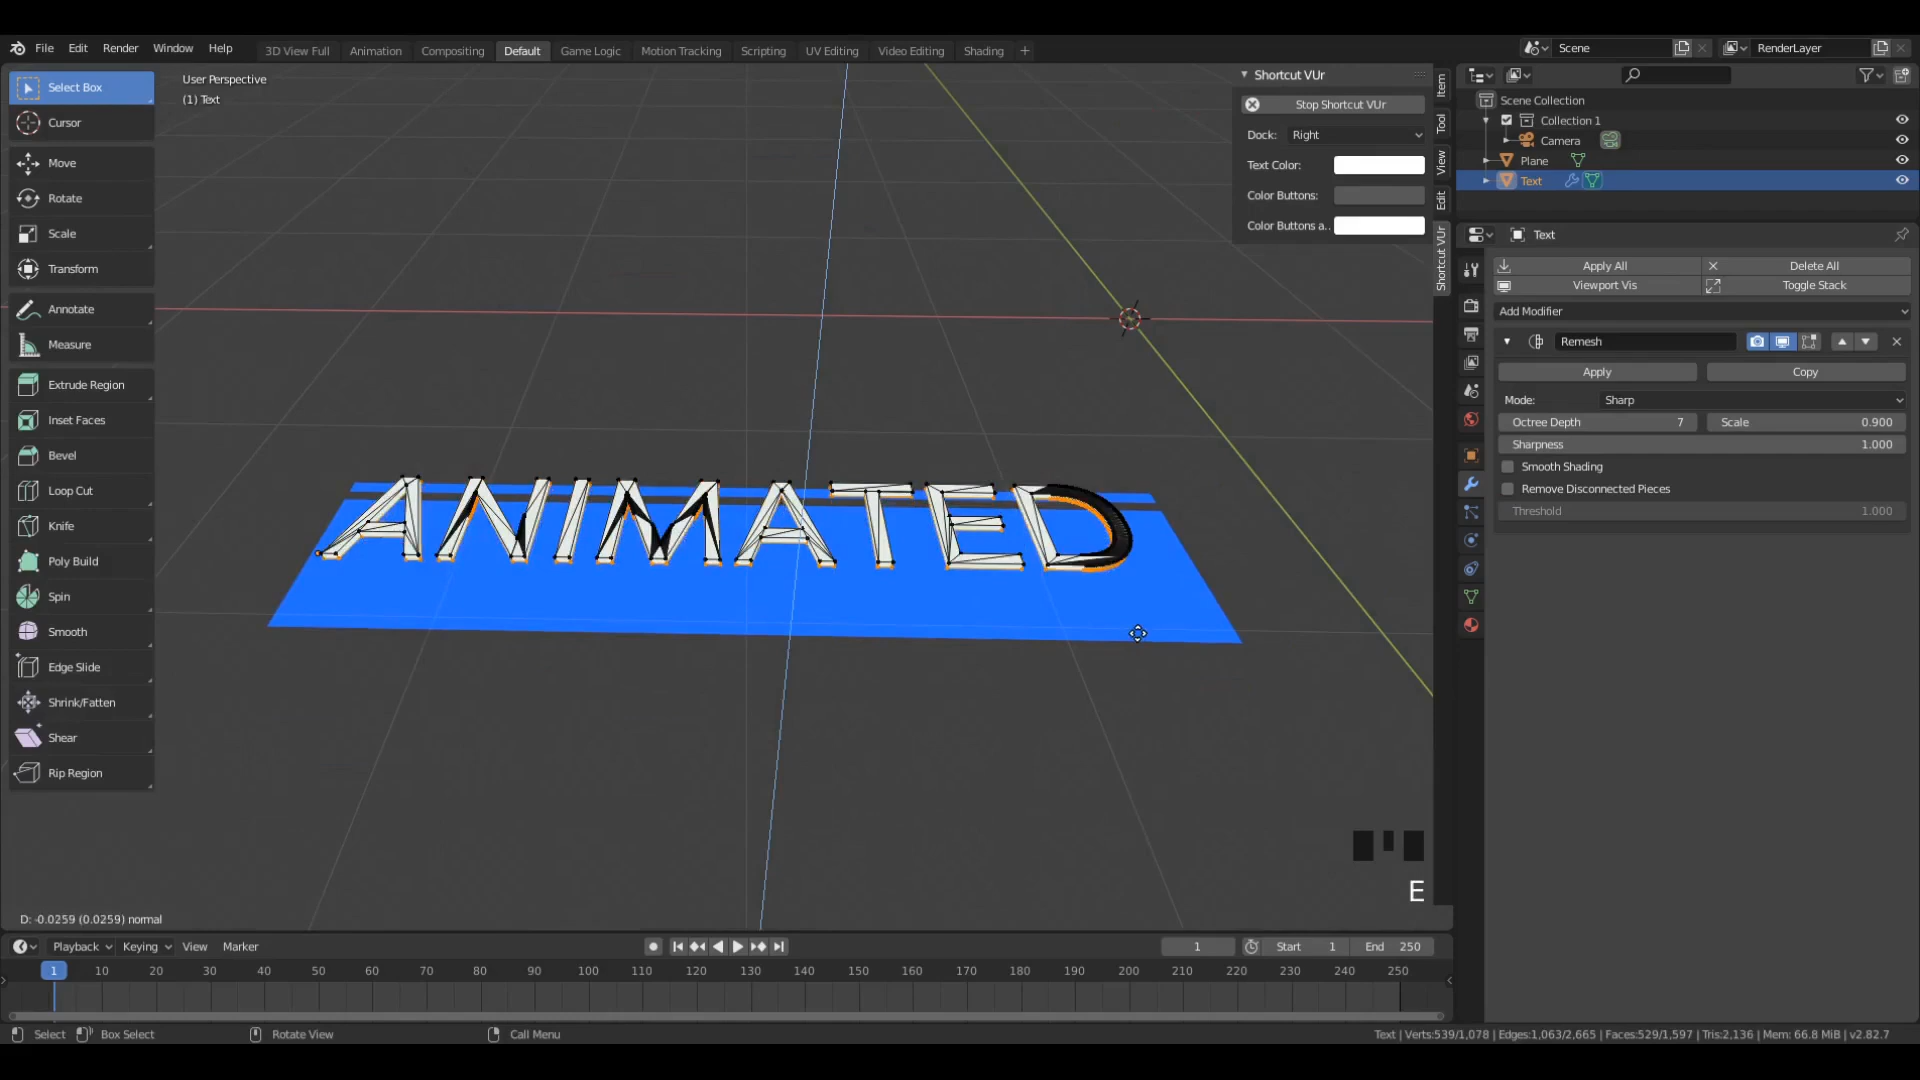 File Edit Render Window Help
3D View Full Animation Compositing Default Game Logic Motion Tracking Scripting UV Editing Video Editing Shading +
Scene
RenderLayer
Select Box
Cursor
Move
Rotate
Scale
Transform
Annotate
Measure
Extrude Region
Inset Faces
Bevel
Loop Cut
Knife
Poly Build
Spin
Smooth
Edge Slide
Shrink/Fatten
Shear
Rip Region
User Perspective
(1) Text
ANIMATED
D: -0.0259 (0.0259) normal
E
Shortcut VUr
Stop Shortcut VUr
Dock: Right
Text Color:
Color Buttons:
Color Buttons a..
Item
Tool
View
Edit
Shortcut VUr
Scene Collection
Collection 1
Camera
Plane
Text
Text
Apply All Delete All
Viewport Vis Toggle Stack
Add Modifier
Remesh
Apply Copy
Mode: Sharp
Octree Depth 7 Scale 0.900
Sharpness 1.000
Smooth Shading
Remove Disconnected Pieces
Threshold 1.000
Playback Keying View Marker
1 Start 1 End 250
1 10 20 30 40 50 60 70 80 90 100 110 120 130 140 150 160 170 180 190 200 210 220 230 240 250
Select Box Select Rotate View Call Menu
Text | Verts:539/1,078 | Edges:1,063/2,665 | Faces:529/1,597 | Tris:2,136 | Mem: 66.8 MiB | v2.82.7